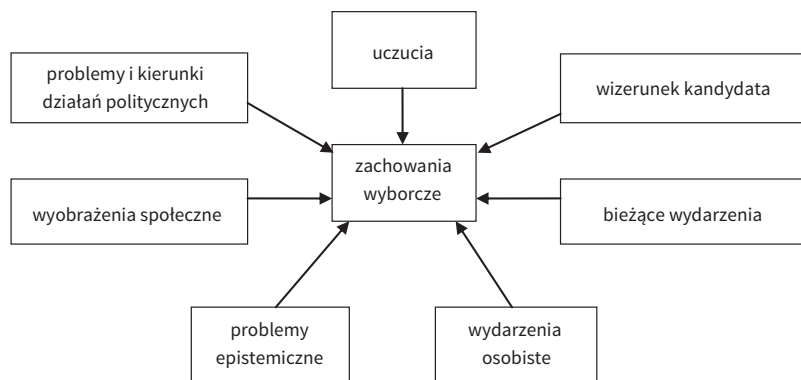 uczucia
problemy i kierunki
działań politycznych
wizerunek kandydata
zachowania
wyborcze
wyobrażenia społeczne
bieżące wydarzenia
problemy
epistemiczne
wydarzenia
osobiste